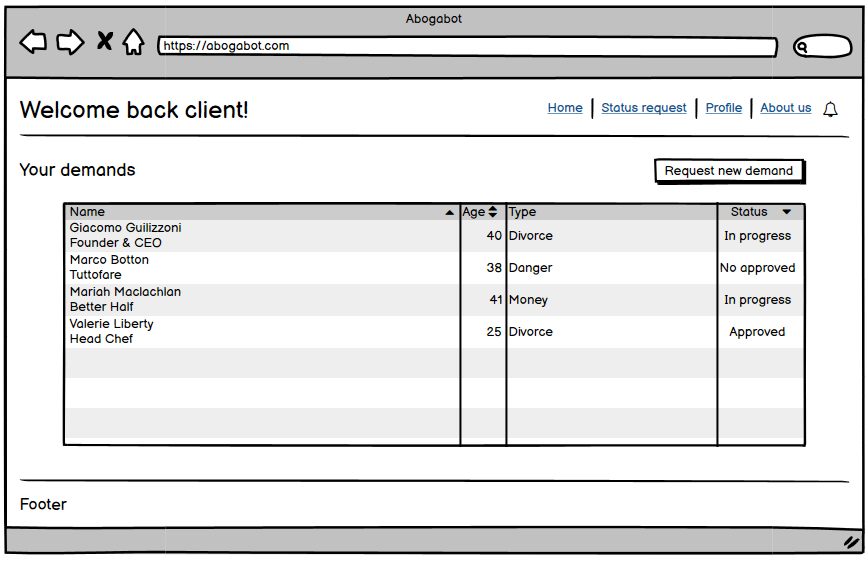 Abogabot
https://abogabot.com
Welcome back client!
Home Status request Profile About us
Your demands
Request new demand
Name Age Type Status
Giacomo Guilizzoni
Founder & CEO
40 Divorce In progress
Marco Botton
Tuttofare
38 Danger No approved
Mariah Maclachlan
Better Half
41 Money In progress
Valerie Liberty
Head Chef
25 Divorce Approved
Footer